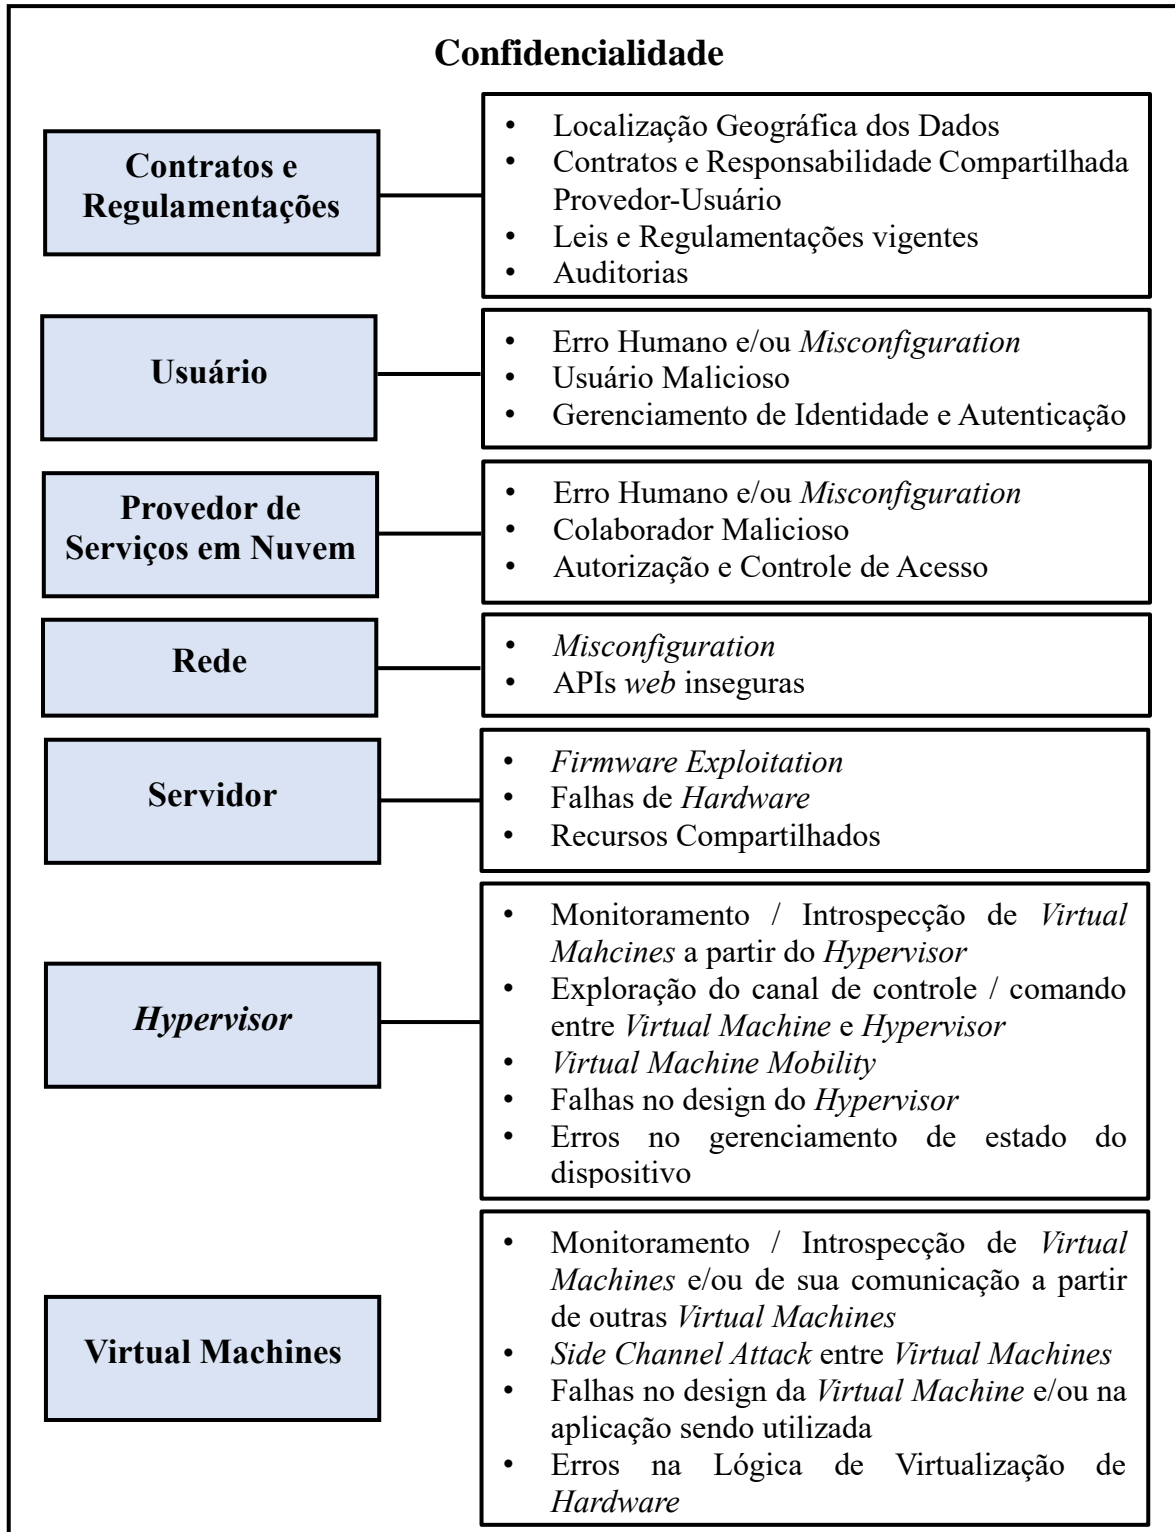 Confidencialidade
Contratos e
Regulamentações
• Localização Geográfica dos Dados
• Contratos e Responsabilidade Compartilhada
Provedor-Usuário
• Leis e Regulamentações vigentes
• Auditorias
Usuário
• Erro Humano e/ou Misconfiguration
• Usuário Malicioso
• Gerenciamento de Identidade e Autenticação
Provedor de
Serviços em Nuvem
• Erro Humano e/ou Misconfiguration
• Colaborador Malicioso
• Autorização e Controle de Acesso
Rede
• Misconfiguration
• APIs web inseguras
Servidor
• Firmware Exploitation
• Falhas de Hardware
• Recursos Compartilhados
Hypervisor
• Monitoramento / Introspecção de Virtual
Mahcines a partir do Hypervisor
• Exploração do canal de controle / comando
entre Virtual Machine e Hypervisor
• Virtual Machine Mobility
• Falhas no design do Hypervisor
• Erros no gerenciamento de estado do
dispositivo
Virtual Machines
• Monitoramento / Introspecção de Virtual
Machines e/ou de sua comunicação a partir
de outras Virtual Machines
• Side Channel Attack entre Virtual Machines
• Falhas no design da Virtual Machine e/ou na
aplicação sendo utilizada
• Erros na Lógica de Virtualização de
Hardware